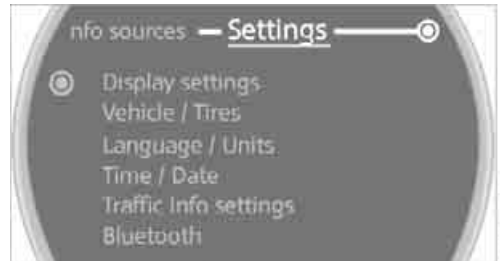 nfo sources Settings
Display settings
Vehicle / Tires
Language / Units
Time / Date
Traffic Info settings
Bluetooth